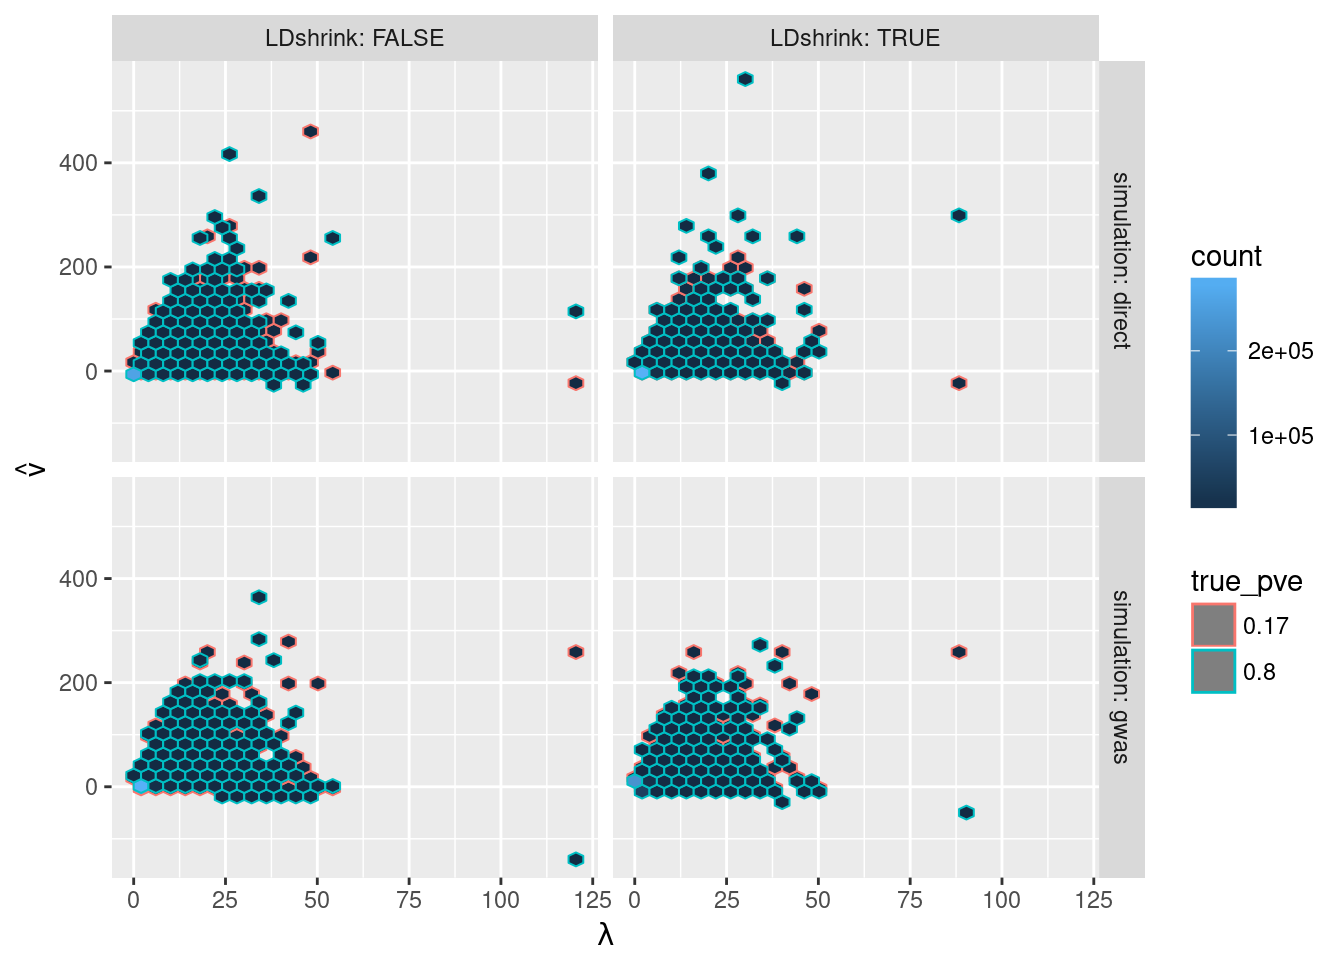 LDshrink: FALSE
LDshrink: TRUE
simulation: direct
simulation: gwas
400
200
0
400
200
0
0
25
50
75
100
125
0
25
50
75
100
125
λ
count
2e+05
1e+05
true_pve
0.17
0.8